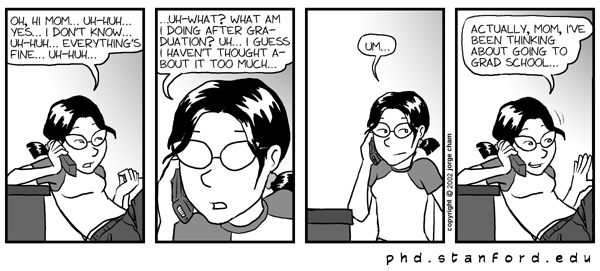 OH, HI MOM... UH-HUH...
YES... I DON'T KNOW...
UH-HUH... EVERYTHING'S
FINE... UH-HUH...
...UH-WHAT? WHAT AM
I DOING AFTER GRA-
DUATION? UH... I GUESS
I HAVEN'T THOUGHT A-
BOUT IT TOO MUCH...
UM...
ACTUALLY, MOM, I'VE
BEEN THINKING
ABOUT GOING TO
GRAD SCHOOL...
copyright © 2002 jorge cham
phd.stanford.edu